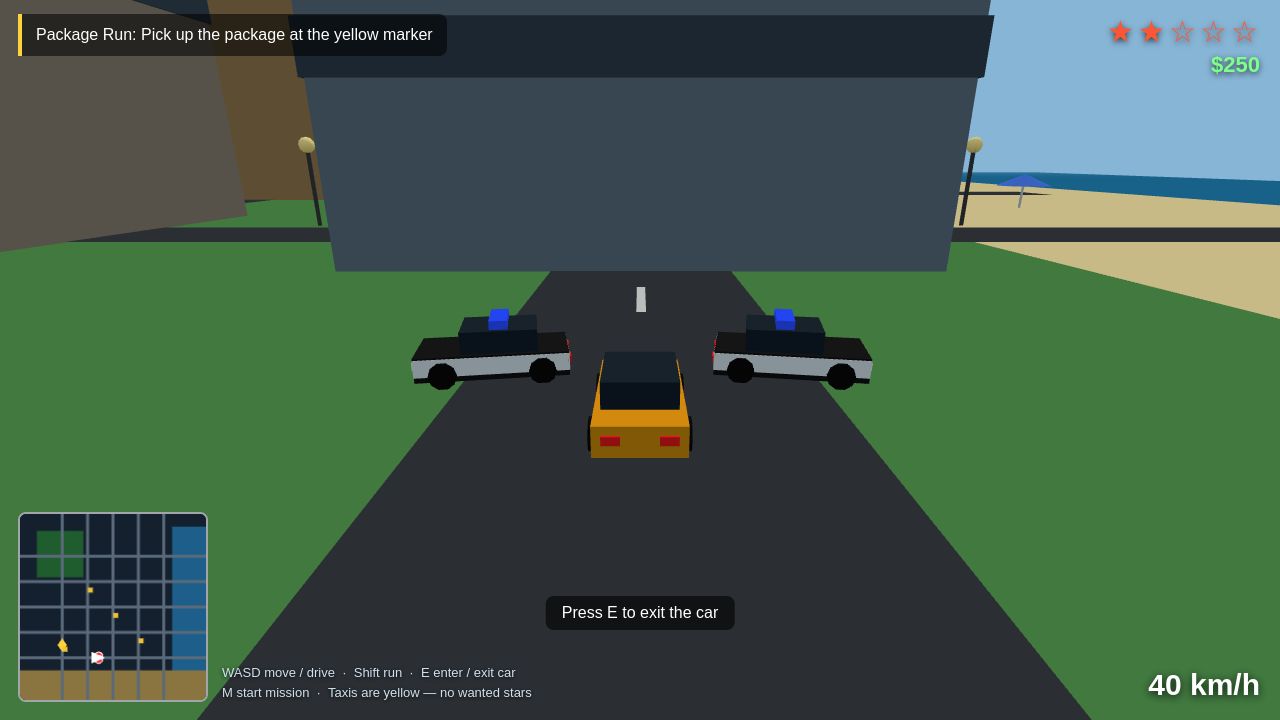 Package Run: Pick up the package at the yellow marker
★ ★ ☆ ☆ ☆
$250
Press E to exit the car
WASD move / drive · Shift run · E enter / exit car
M start mission · Taxis are yellow — no wanted stars
40 km/h